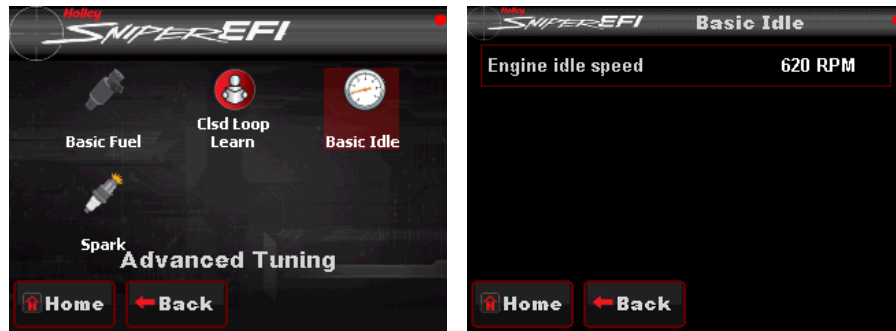 Holley
SNIPER EFI
Basic Fuel
Clsd Loop
Learn
Basic Idle
Spark
Advanced Tuning
Home
Back
Holley
SNIPER EFI
Basic Idle
Engine idle speed 620 RPM
Home
Back